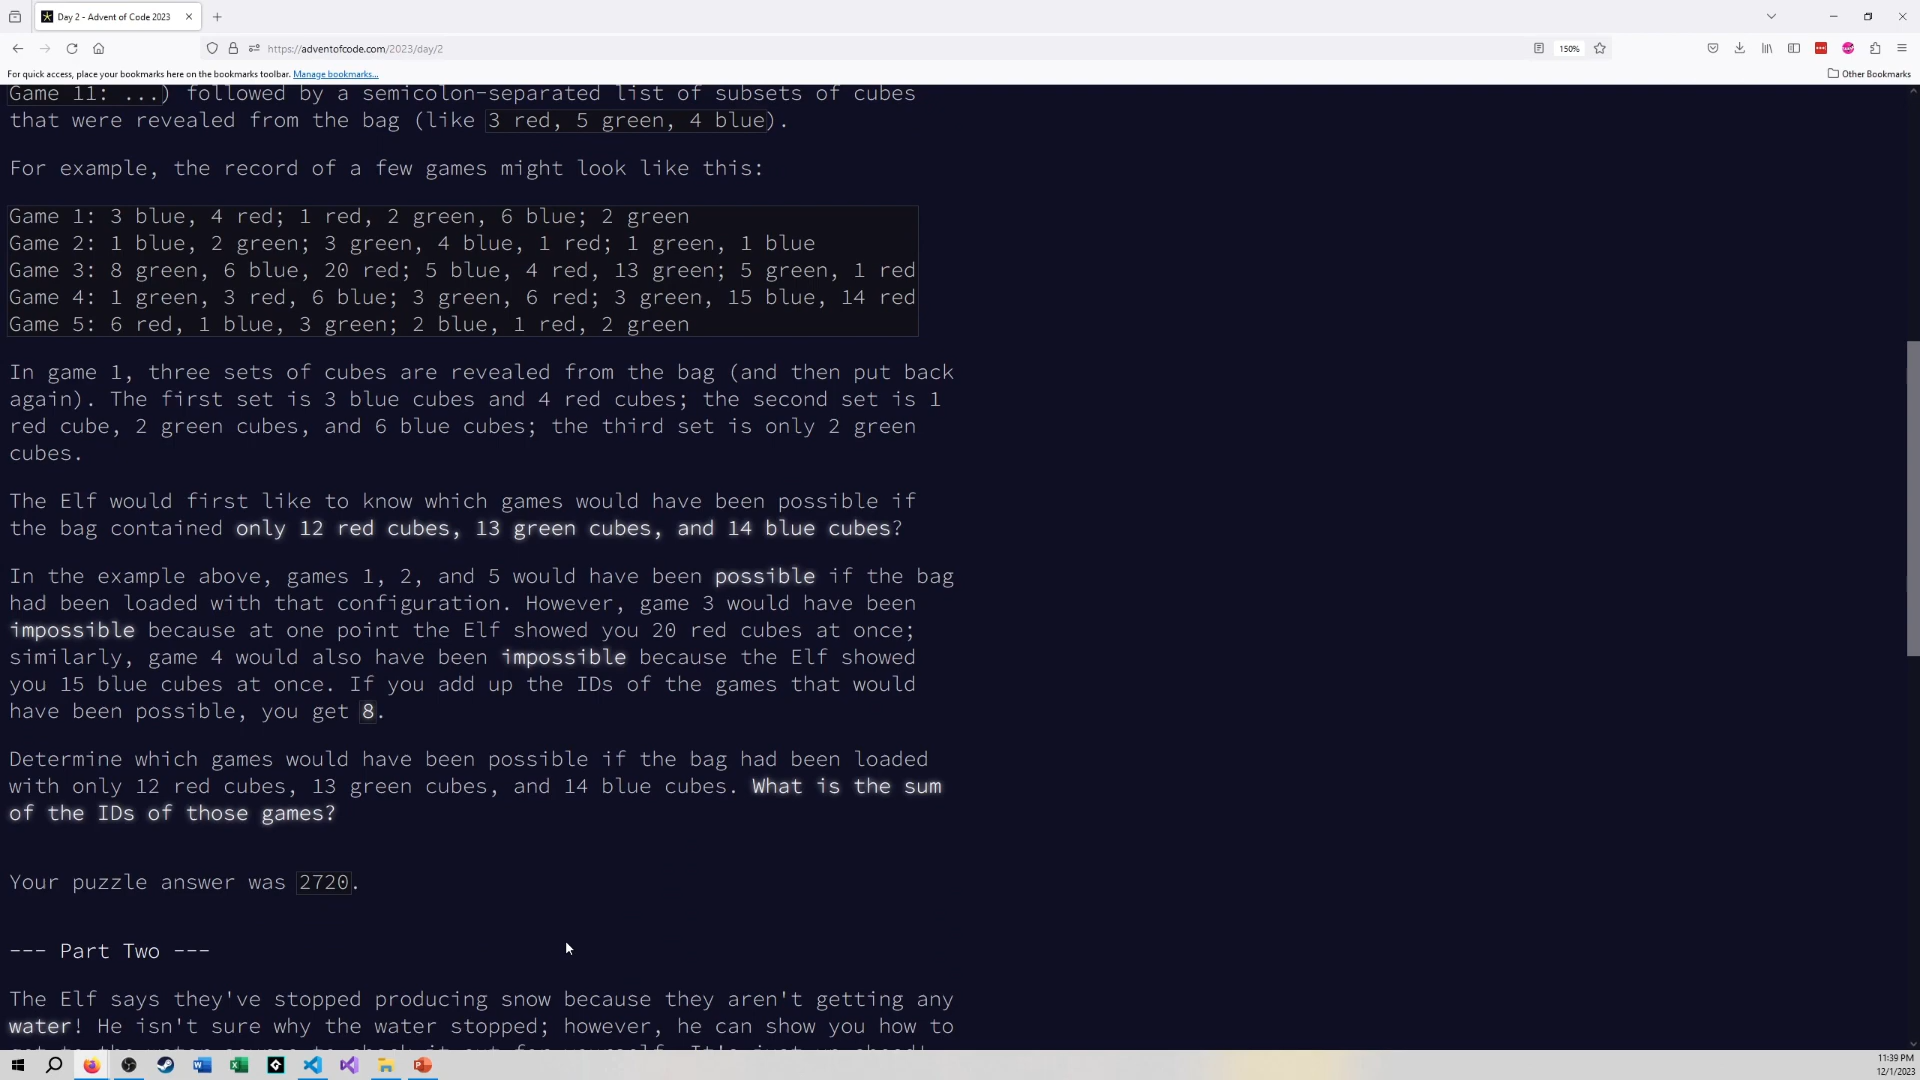 Day 2 - Advent of Code 2023
https://adventofcode.com/2023/day/2
150%
For quick access, place your bookmarks here on the bookmarks toolbar. Manage bookmarks...
Other Bookmarks
Game 11: ...) followed by a semicolon-separated list of subsets of cubes
that were revealed from the bag (like 3 red, 5 green, 4 blue).
For example, the record of a few games might look like this:
Game 1: 3 blue, 4 red; 1 red, 2 green, 6 blue; 2 green
Game 2: 1 blue, 2 green; 3 green, 4 blue, 1 red; 1 green, 1 blue
Game 3: 8 green, 6 blue, 20 red; 5 blue, 4 red, 13 green; 5 green, 1 red
Game 4: 1 green, 3 red, 6 blue; 3 green, 6 red; 3 green, 15 blue, 14 red
Game 5: 6 red, 1 blue, 3 green; 2 blue, 1 red, 2 green
In game 1, three sets of cubes are revealed from the bag (and then put back
again). The first set is 3 blue cubes and 4 red cubes; the second set is 1
red cube, 2 green cubes, and 6 blue cubes; the third set is only 2 green
cubes.
The Elf would first like to know which games would have been possible if
the bag contained only 12 red cubes, 13 green cubes, and 14 blue cubes?
In the example above, games 1, 2, and 5 would have been possible if the bag
had been loaded with that configuration. However, game 3 would have been
impossible because at one point the Elf showed you 20 red cubes at once;
similarly, game 4 would also have been impossible because the Elf showed
you 15 blue cubes at once. If you add up the IDs of the games that would
have been possible, you get 8.
Determine which games would have been possible if the bag had been loaded
with only 12 red cubes, 13 green cubes, and 14 blue cubes. What is the sum
of the IDs of those games?
Your puzzle answer was 2720.
--- Part Two ---
The Elf says they've stopped producing snow because they aren't getting any
water! He isn't sure why the water stopped; however, he can show you how to
11:39 PM
12/1/2023